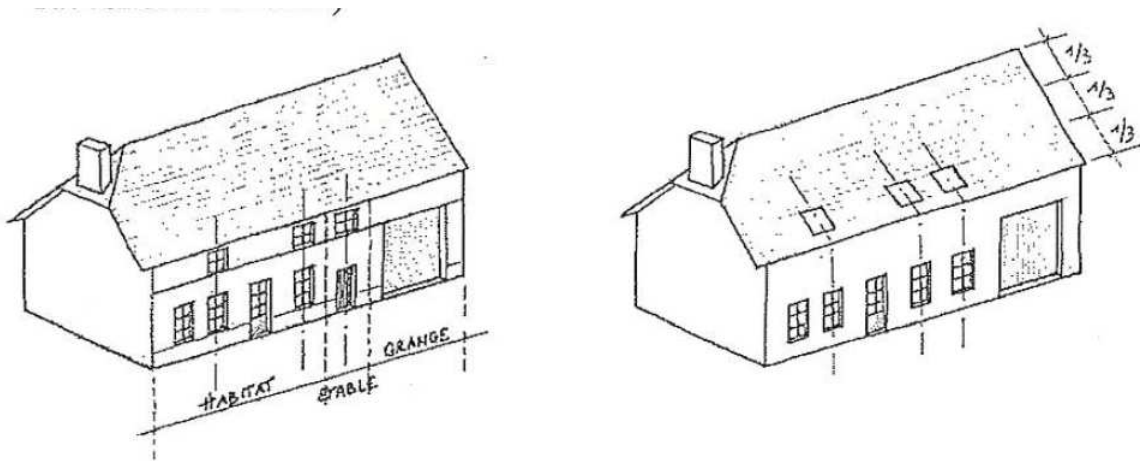 HABITAT
ETABLE
GRANGE
1/3
1/3
1/3